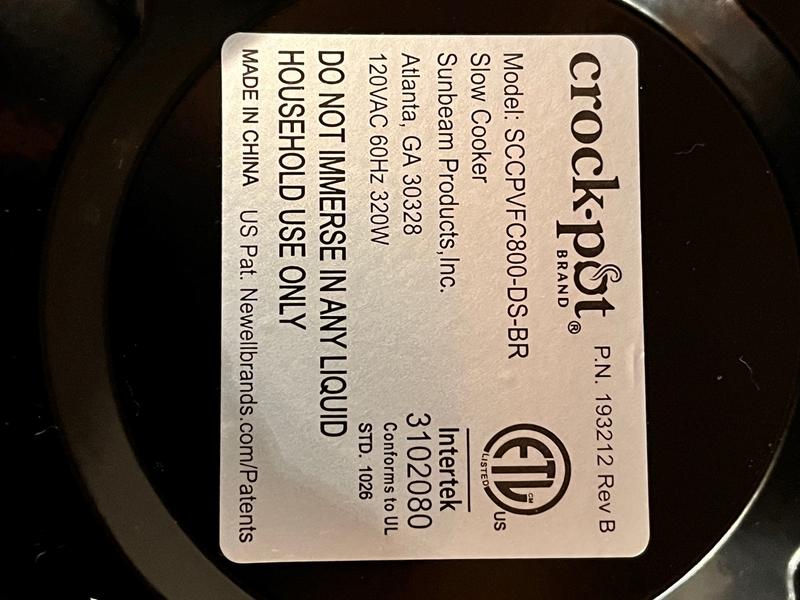 crock·pot®
BRAND
P.N. 193212 Rev B
Model: SCCPVFC800-DS-BR
Slow Cooker
Sunbeam Products,Inc.
Atlanta, GA 30328
120VAC 60Hz 320W
ETL CM
LISTED
US
Intertek
3102080
Conforms to UL
STD. 1026
DO NOT IMMERSE IN ANY LIQUID
HOUSEHOLD USE ONLY
MADE IN CHINA US Pat. Newellbrands.com/Patents